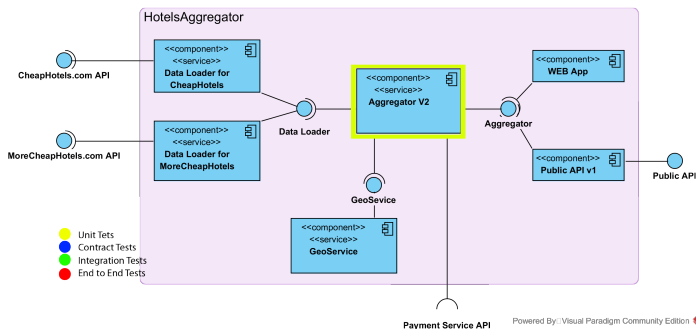 HotelsAggregator
<<component>>
<<service>>
Data Loader for
CheapHotels
CheapHotels.com API
<<component>>
<<service>>
Data Loader for
MoreCheapHotels
MoreCheapHotels.com API
Data Loader
<<component>>
<<service>>
Aggregator V2
Aggregator
<<component>>
WEB App
<<component>>
Public API v1
Public API
GeoSevice
<<component>>
<<service>>
GeoService
Unit Tets
Contract Tests
Integration Tests
End to End Tests
Payment Service API
Powered By Visual Paradigm Community Edition